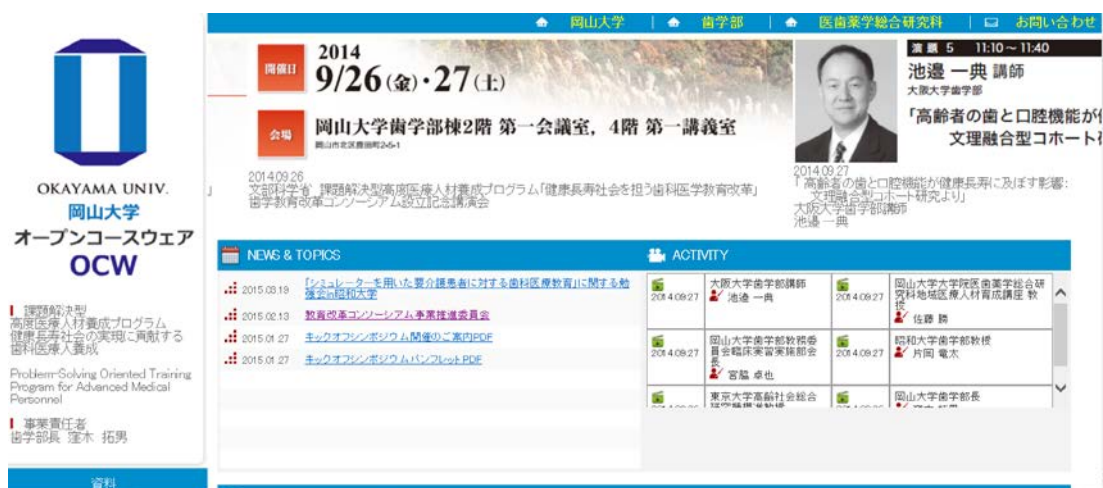 岡山大学 | 歯学部 | 医歯薬学総合研究科 | お問い合わせ
OKAYAMA UNIV.
岡山大学
オープンコースウェア
OCW
課題解決型
高度医療人材養成プログラム
健康長寿社会の実現に貢献する
歯科医療人養成
Problem-Solving Oriented Training
Program for Advanced Medical
Personnel
事業責任者
歯学部長 窪木 拓男
資料
開催日
2014
9/26(金)・27(土)
会場
岡山大学歯学部棟2階 第一会議室，4階 第一講義室
岡山市北区鹿田町2-5-1
2014.09.26
」 文部科学省 課題解決型高度医療人材養成プログラム「健康長寿社会を担う歯科医学教育改革」
歯学教育改革コンソーシアム設立記念講演会
演題 5 11:10～11:40
池邉 一典 講師
大阪大学歯学部
「高齢者の歯と口腔機能が
文理融合型コホート研
2014.09.27
「高齢者の歯と口腔機能が健康長寿に及ぼす影響：
文理融合型コホート研究より」
大阪大学歯学部講師
池邉 一典
NEWS & TOPICS
2015.03.19 「シミュレーターを用いた要介護患者に対する歯科医療教育」に関する勉
強会in昭和大学
2015.02.13 教育改革コンソーシアム事業推進委員会
2015.01.27 キックオフシンポジウム開催のご案内PDF
2015.01.27 キックオフシンポジウムパンフレットPDF
ACTIVITY
2014.09.27
大阪大学歯学部講師
池邉 一典
2014.09.27
岡山大学大学院医歯薬学総合研
究科地域医療人材育成講座 教
授
佐藤 勝
2014.09.27
岡山大学歯学部教務委
員会臨床実習実施部会
長
宮脇 卓也
2014.09.27
昭和大学歯学部教授
片岡 竜太
東京大学高齢社会総合
岡山大学歯学部長